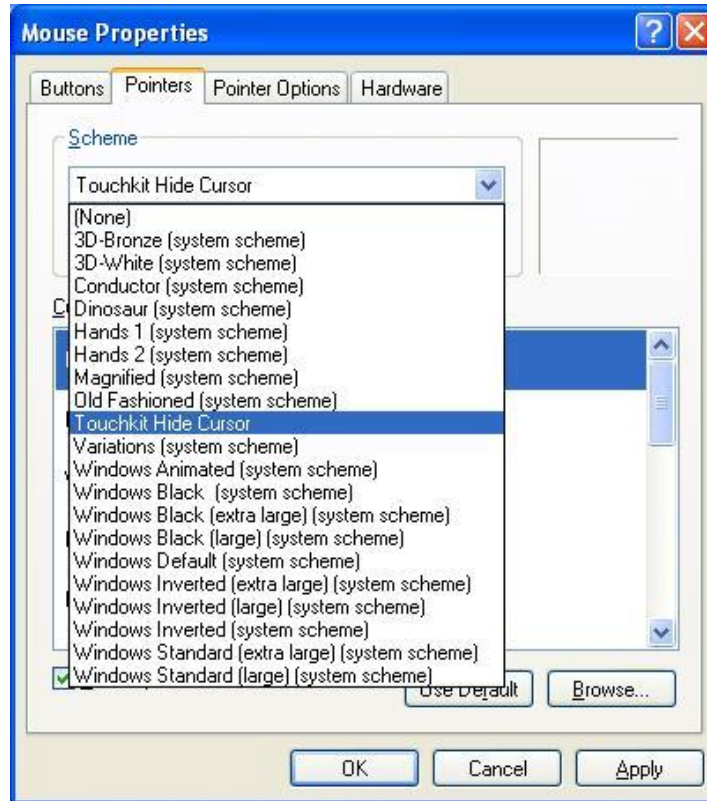 Mouse Properties
Buttons Pointers Pointer Options Hardware
Scheme
Touchkit Hide Cursor
(None)
3D-Bronze (system scheme)
3D-White (system scheme)
Conductor (system scheme)
Dinosaur (system scheme)
Hands 1 (system scheme)
Hands 2 (system scheme)
Magnified (system scheme)
Old Fashioned (system scheme)
Touchkit Hide Cursor
Variations (system scheme)
Windows Animated (system scheme)
Windows Black (system scheme)
Windows Black (extra large) (system scheme)
Windows Black (large) (system scheme)
Windows Default (system scheme)
Windows Inverted (extra large) (system scheme)
Windows Inverted (large) (system scheme)
Windows Inverted (system scheme)
Windows Standard (extra large) (system scheme)
Windows Standard (large) (system scheme)
Use Default Browse...
OK Cancel Apply